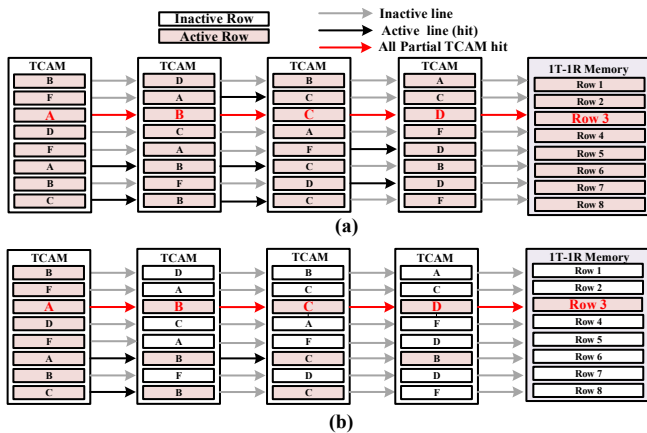 Inactive Row
Active Row
Inactive line
Active line (hit)
All Partial TCAM hit
TCAM TCAM TCAM TCAM 1T-1R Memory
B D B A Row 1
F A C C Row 2
A B C D Row 3
D C A F Row 4
F A F D Row 5
A B C B Row 6
B F D D Row 7
C B C F Row 8
(a)
TCAM TCAM TCAM TCAM 1T-1R Memory
B D B A Row 1
F A C C Row 2
A B C D Row 3
D C A F Row 4
F A F D Row 5
A B C B Row 6
B F D D Row 7
C B C F Row 8
(b)